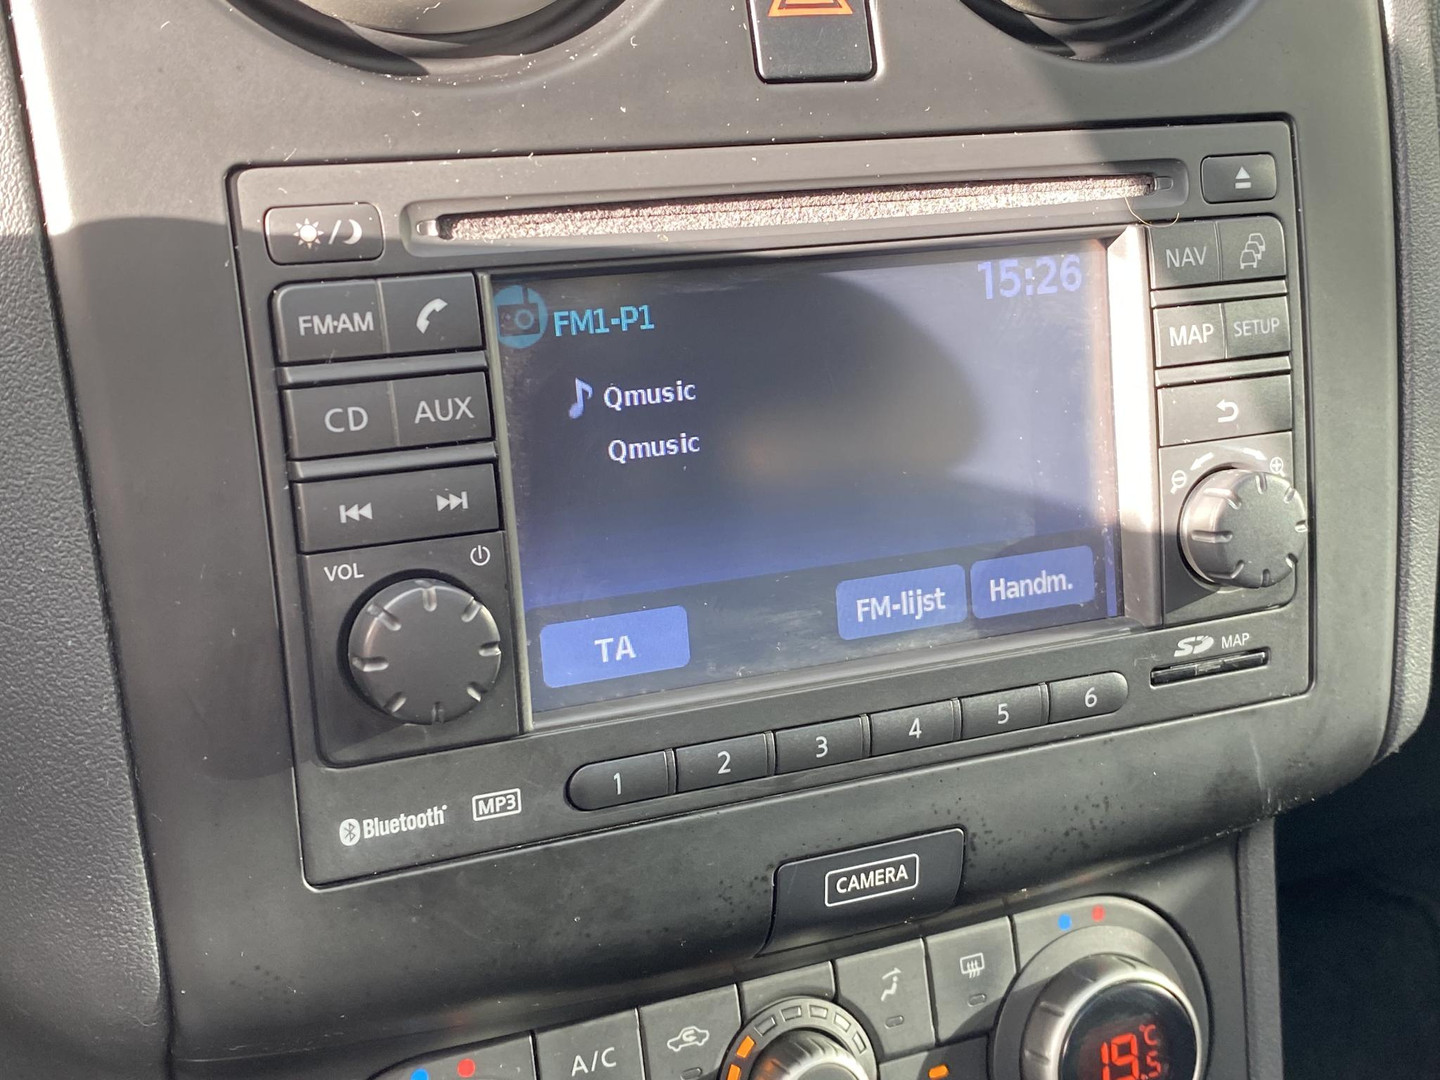 NAV
15:26
FM·AM
FM1-P1
MAP
SETUP
Qmusic
CD
AUX
Qmusic
VOL
TA
FM-lijst
Handm.
SD MAP
1 2 3 4 5 6
Bluetooth
MP3
CAMERA
A/C
19.5 °C